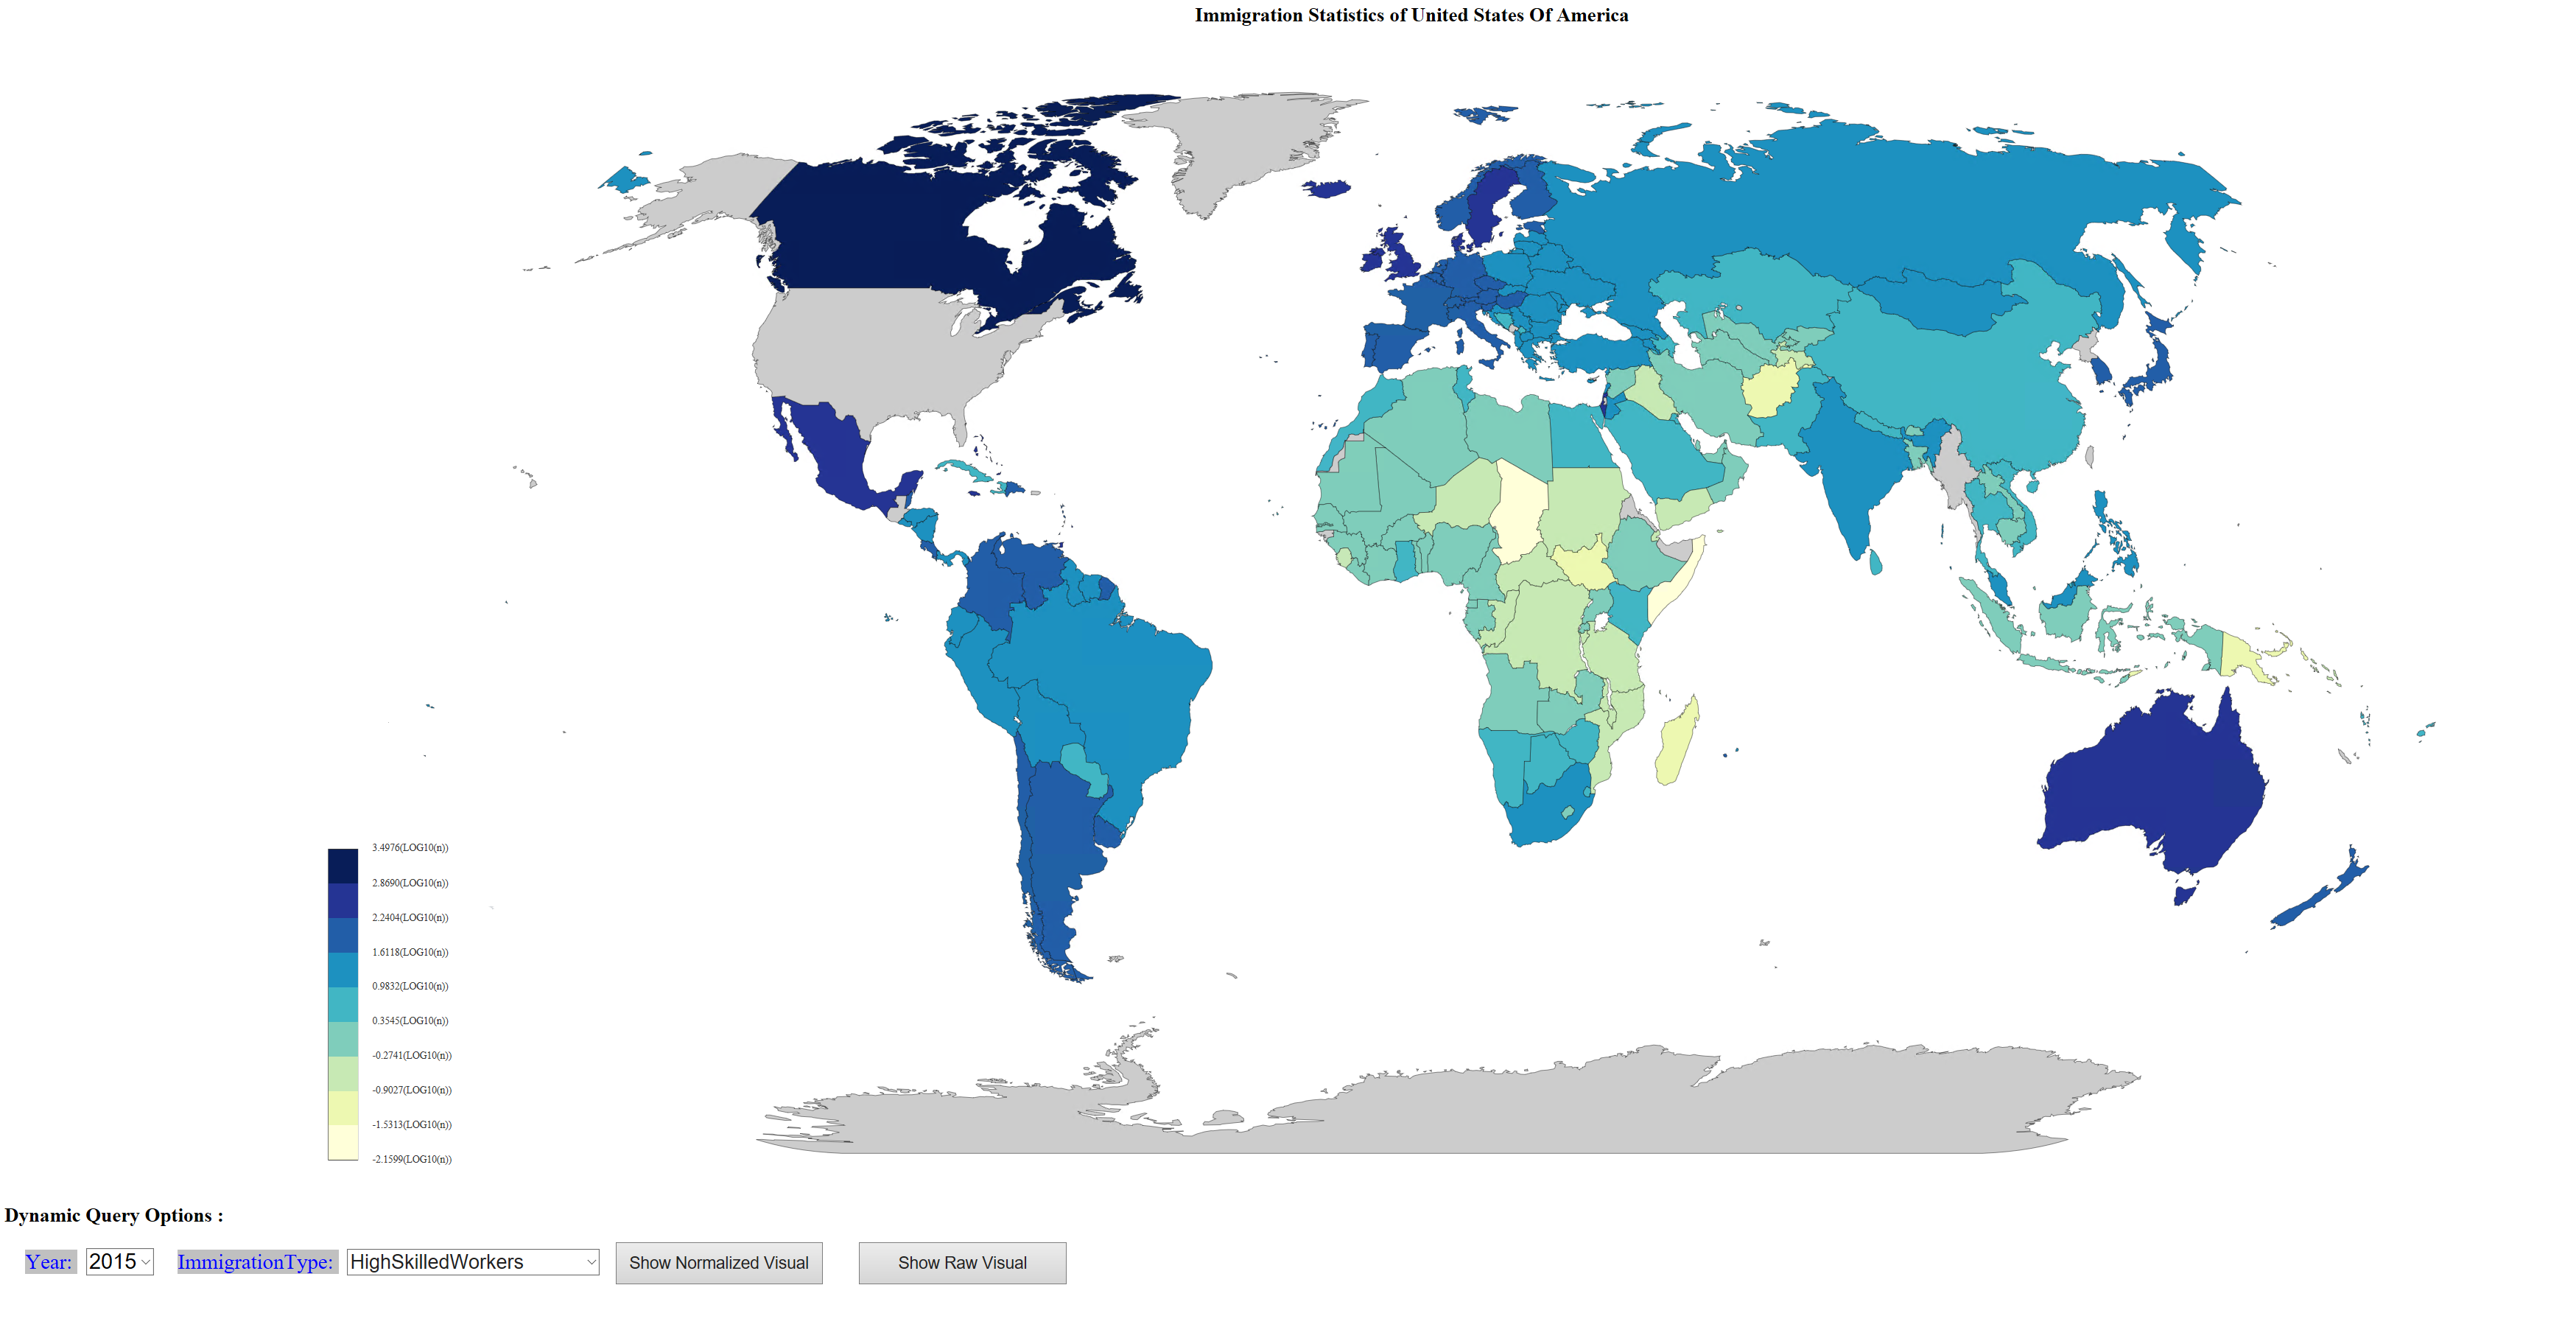 Immigration Statistics of United States Of America
3.4976(LOG10(n))
2.8690(LOG10(n))
2.2404(LOG10(n))
1.6118(LOG10(n))
0.9832(LOG10(n))
0.3545(LOG10(n))
-0.2741(LOG10(n))
-0.9027(LOG10(n))
-1.5313(LOG10(n))
-2.1599(LOG10(n))
Dynamic Query Options :
Year: 2015 ImmigrationType: HighSkilledWorkers Show Normalized Visual Show Raw Visual